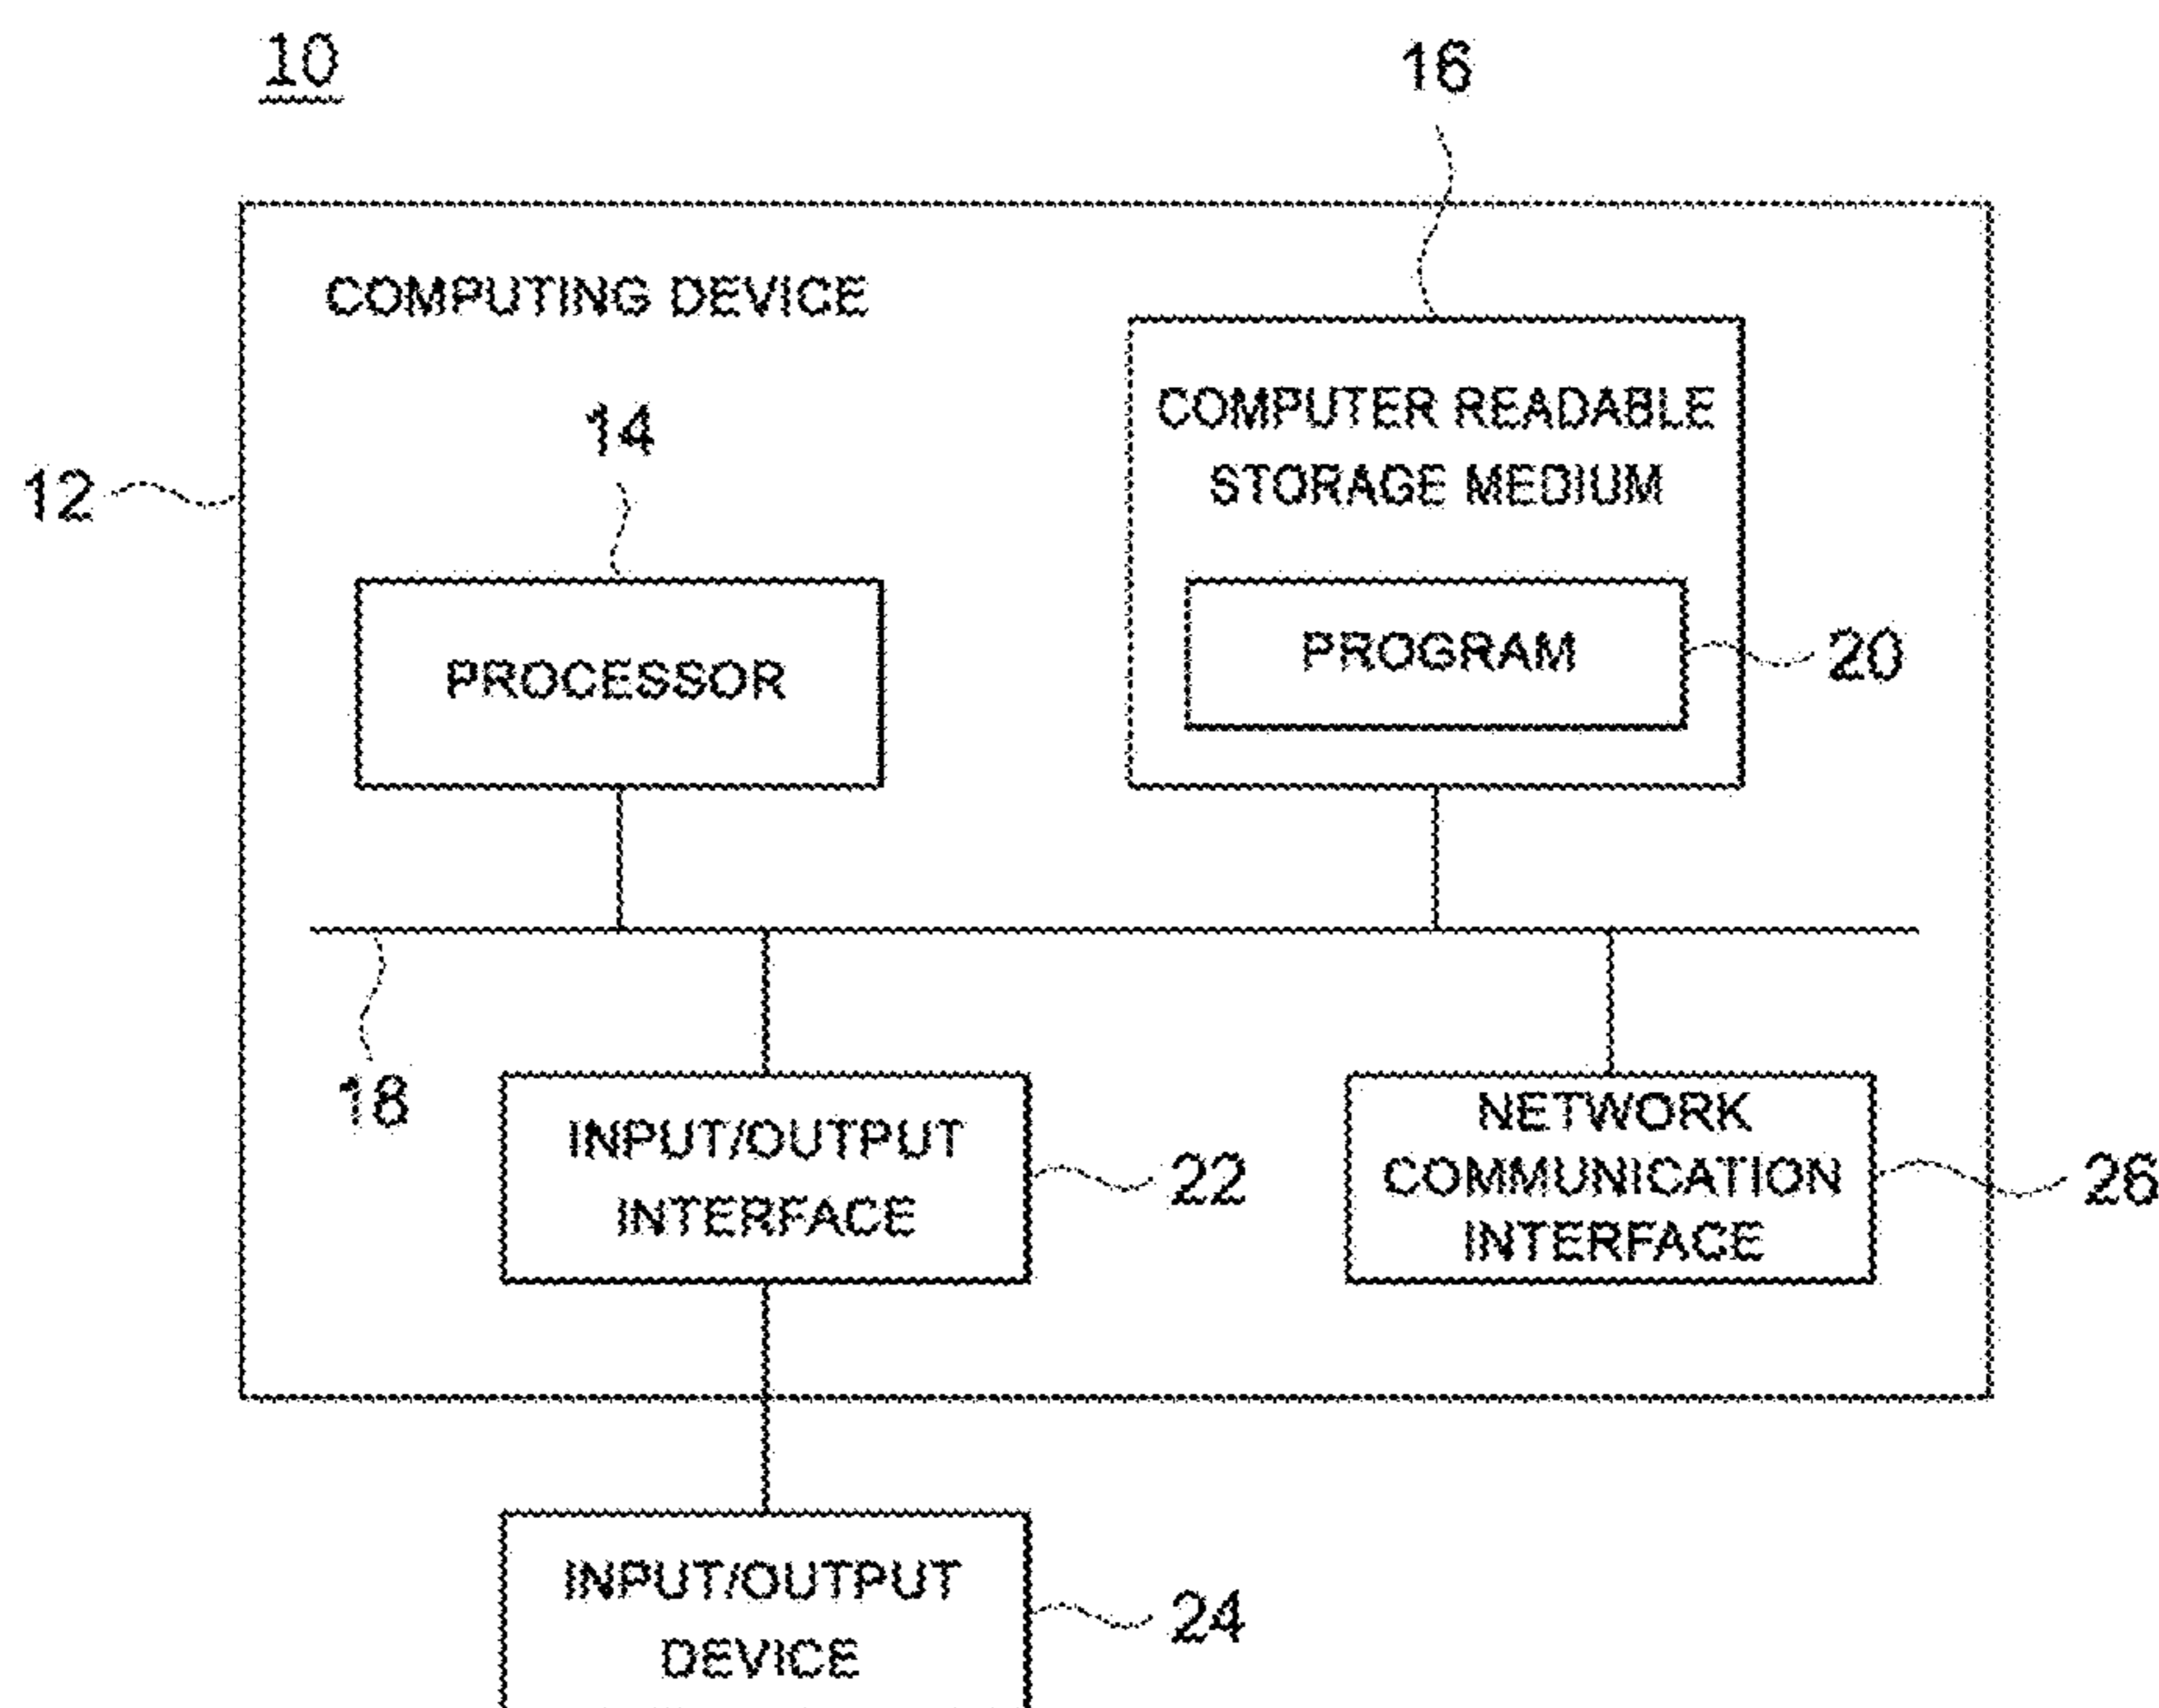 10
16
COMPUTING DEVICE
COMPUTER READABLE
STORAGE MEDIUM
14
12
PROCESSOR
PROGRAM
20
18
INPUT/OUTPUT
INTERFACE
22
NETWORK
COMMUNICATION
INTERFACE
26
INPUT/OUTPUT
DEVICE
24